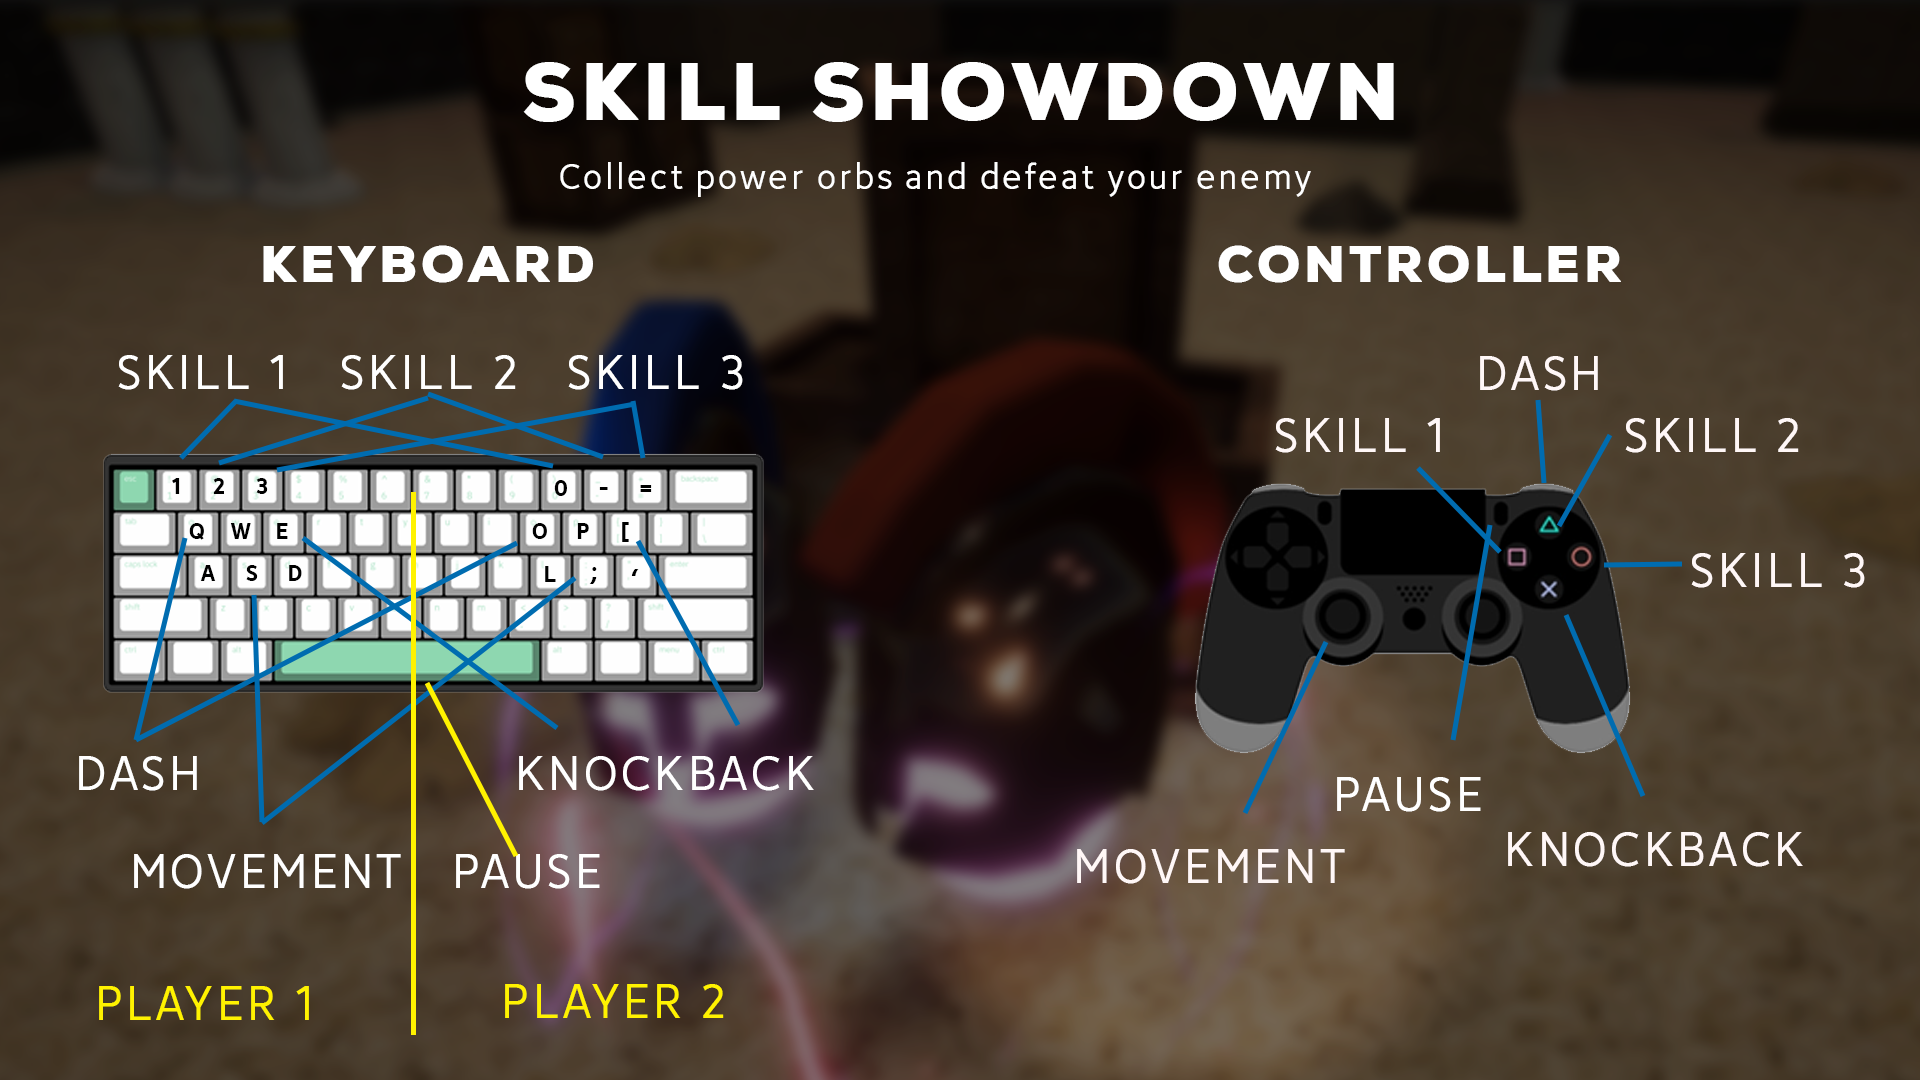 SKILL SHOWDOWN
Collect power orbs and defeat your enemy
KEYBOARD
SKILL 1 SKILL 2 SKILL 3
1 2 3 0 - =
Q W E O P [
A S D L ; ‘
DASH
KNOCKBACK
MOVEMENT
PAUSE
PLAYER 1
PLAYER 2
CONTROLLER
DASH
SKILL 1
SKILL 2
SKILL 3
PAUSE
KNOCKBACK
MOVEMENT